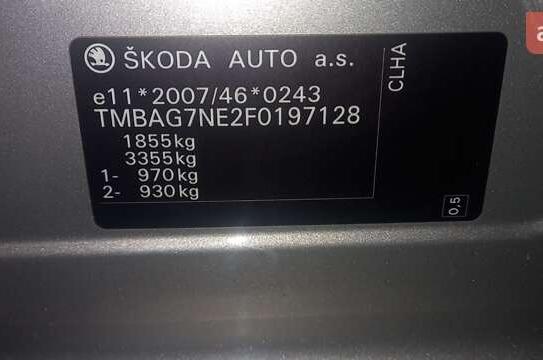 ŠKODA AUTO a.s.
e11*2007/46*0243
TMBAG7NE2F0197128
1855kg
3355kg
1- 970kg
2- 930kg
CLHA
0,5